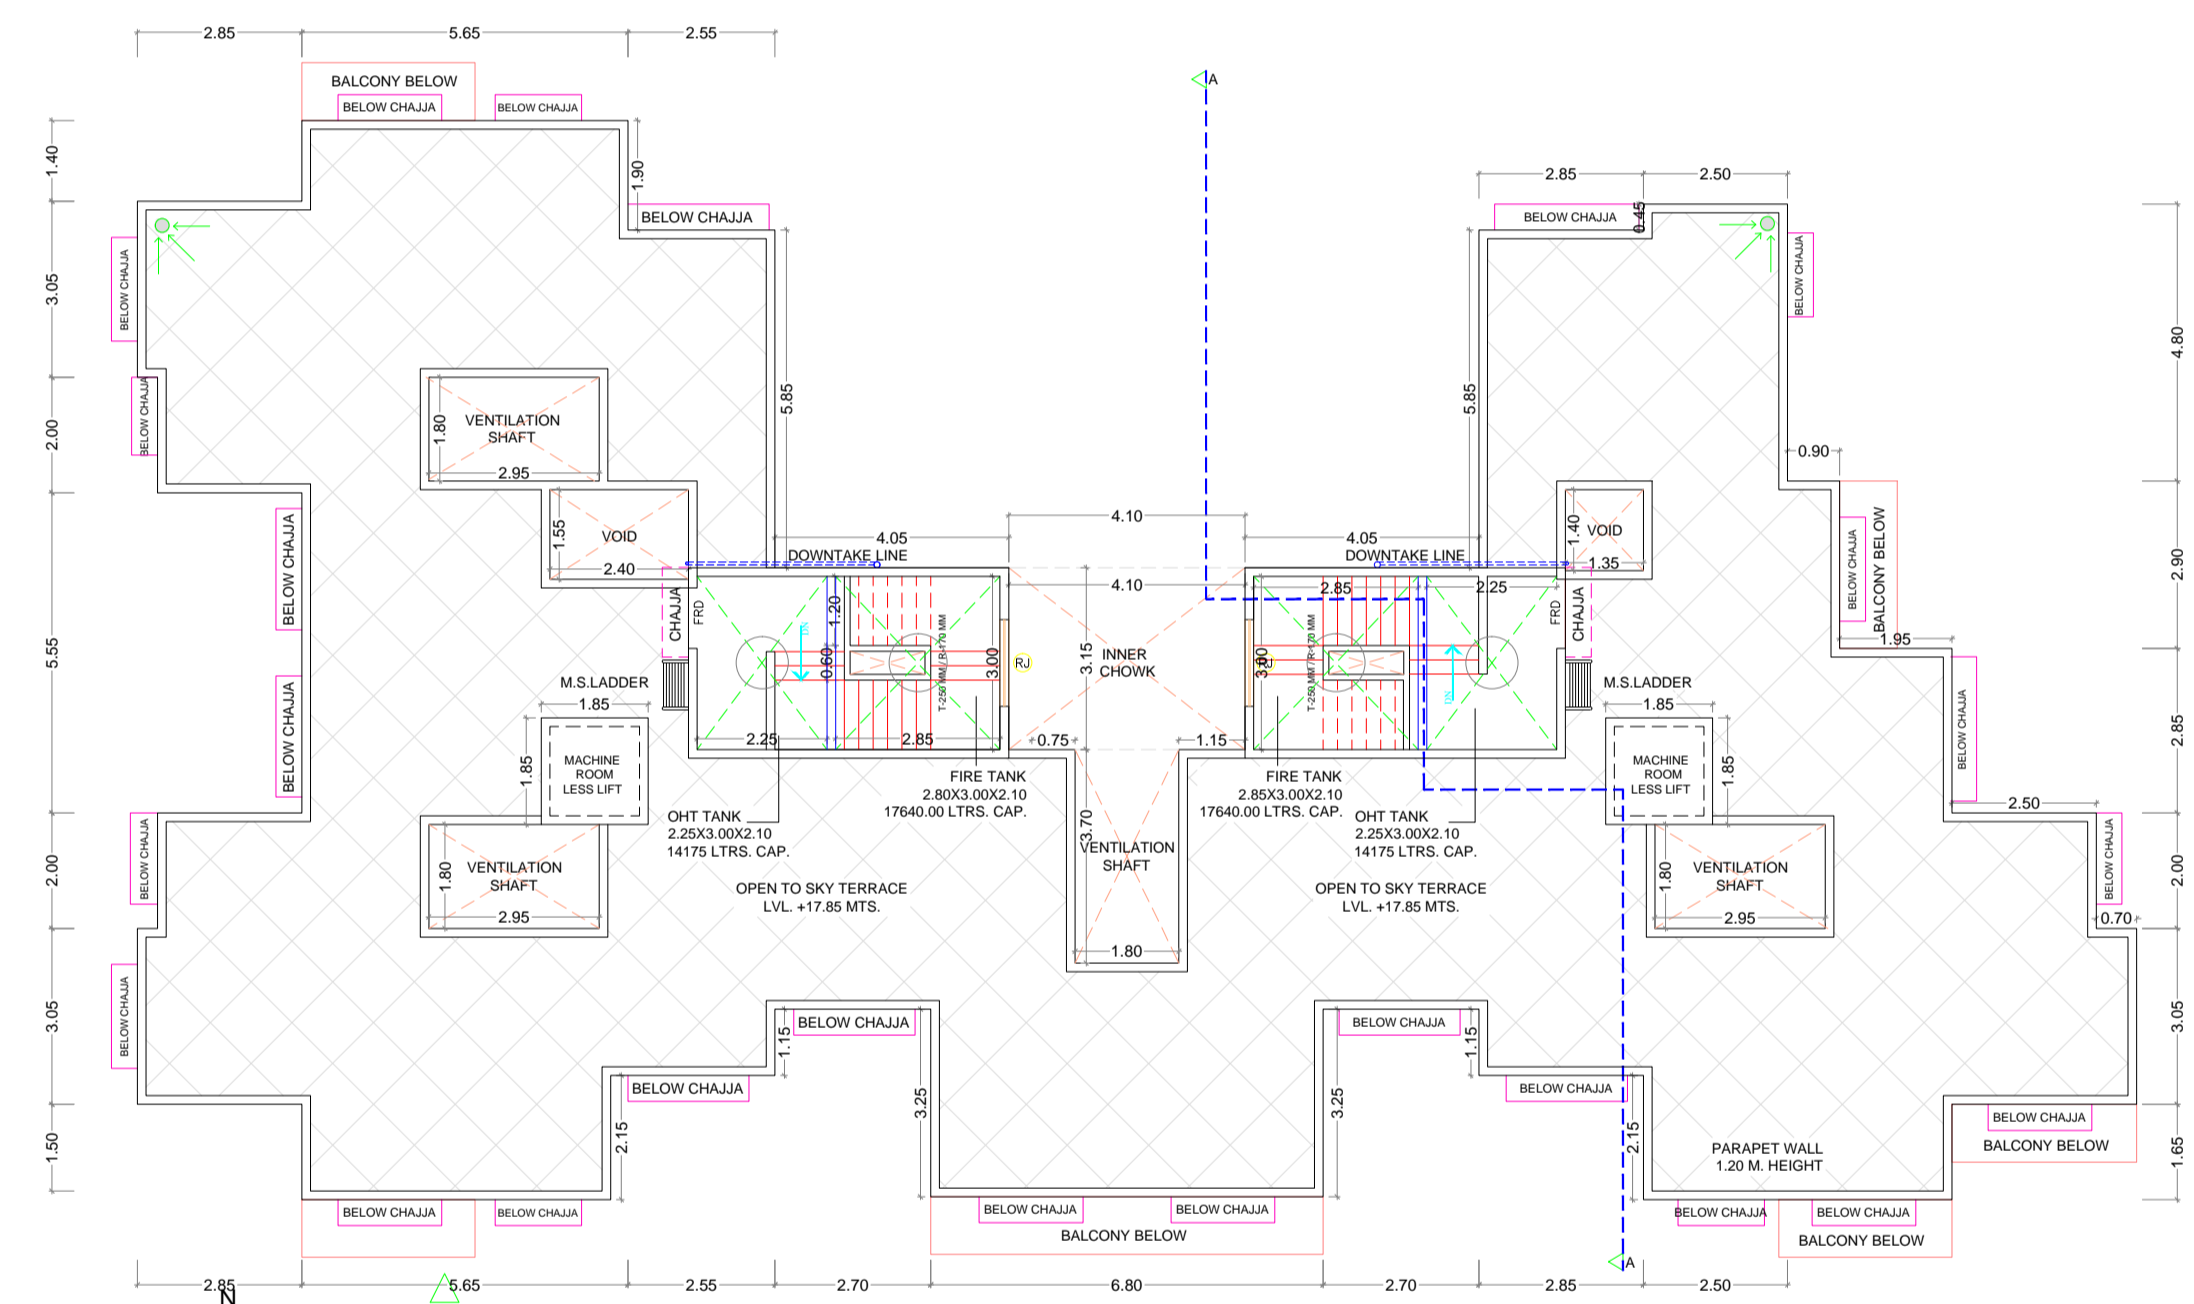 2.85
5.65
2.55
BALCONY BELOW
BELOW CHAJJA
BELOW CHAJJA
A
1.40
1.90
3.05
2.00
5.55
2.00
3.05
1.50
BELOW CHAJJA
BELOW CHAJJA
BELOW CHAJJA
BELOW CHAJJA
BELOW CHAJJA
BELOW CHAJJA
BELOW CHAJJA
5.85
VENTILATION
SHAFT
1.80
2.95
VOID
1.55
2.40
DOWNTAKE LINE
4.05
4.10
4.10
4.05
DOWNTAKE LINE
2.85
2.50
BELOW CHAJJA
0.45
BELOW CHAJJA
5.85
4.80
0.90
VOID
1.40
1.35
BELOW CHAJJA
BALCONY BELOW
2.90
1.95
CHAJJA
FRD
DN
1.20
0.60
T-250 MM / R-170 MM
3.00
RJ
2.25
2.85
3.15
INNER
CHOWK
0.75
1.15
3.00
T-250 MM / R-170 MM
2.85
2.25
DN
FRD
CHAJJA
M.S.LADDER
1.85
1.85
MACHINE
ROOM
LESS LIFT
M.S.LADDER
1.85
1.85
MACHINE
ROOM
LESS LIFT
BELOW CHAJJA
2.85
2.50
FIRE TANK
2.80X3.00X2.10
17640.00 LTRS. CAP.
FIRE TANK
2.85X3.00X2.10
17640.00 LTRS. CAP.
OHT TANK
2.25X3.00X2.10
14175 LTRS. CAP.
OHT TANK
2.25X3.00X2.10
14175 LTRS. CAP.
3.70
VENTILATION
SHAFT
1.80
VENTILATION
SHAFT
1.80
2.95
VENTILATION
SHAFT
1.80
2.95
BELOW CHAJJA
2.00
0.70
OPEN TO SKY TERRACE
LVL. +17.85 MTS.
OPEN TO SKY TERRACE
LVL. +17.85 MTS.
3.05
BELOW CHAJJA
1.15
BELOW CHAJJA
2.15
3.25
BELOW CHAJJA
3.25
1.15
BELOW CHAJJA
2.15
PARAPET WALL
1.20 M. HEIGHT
BELOW CHAJJA
BALCONY BELOW
1.65
BELOW CHAJJA
BELOW CHAJJA
BELOW CHAJJA
BELOW CHAJJA
BALCONY BELOW
BELOW CHAJJA
BELOW CHAJJA
BALCONY BELOW
A
2.85
5.65
2.55
2.70
6.80
2.70
2.85
2.50
N